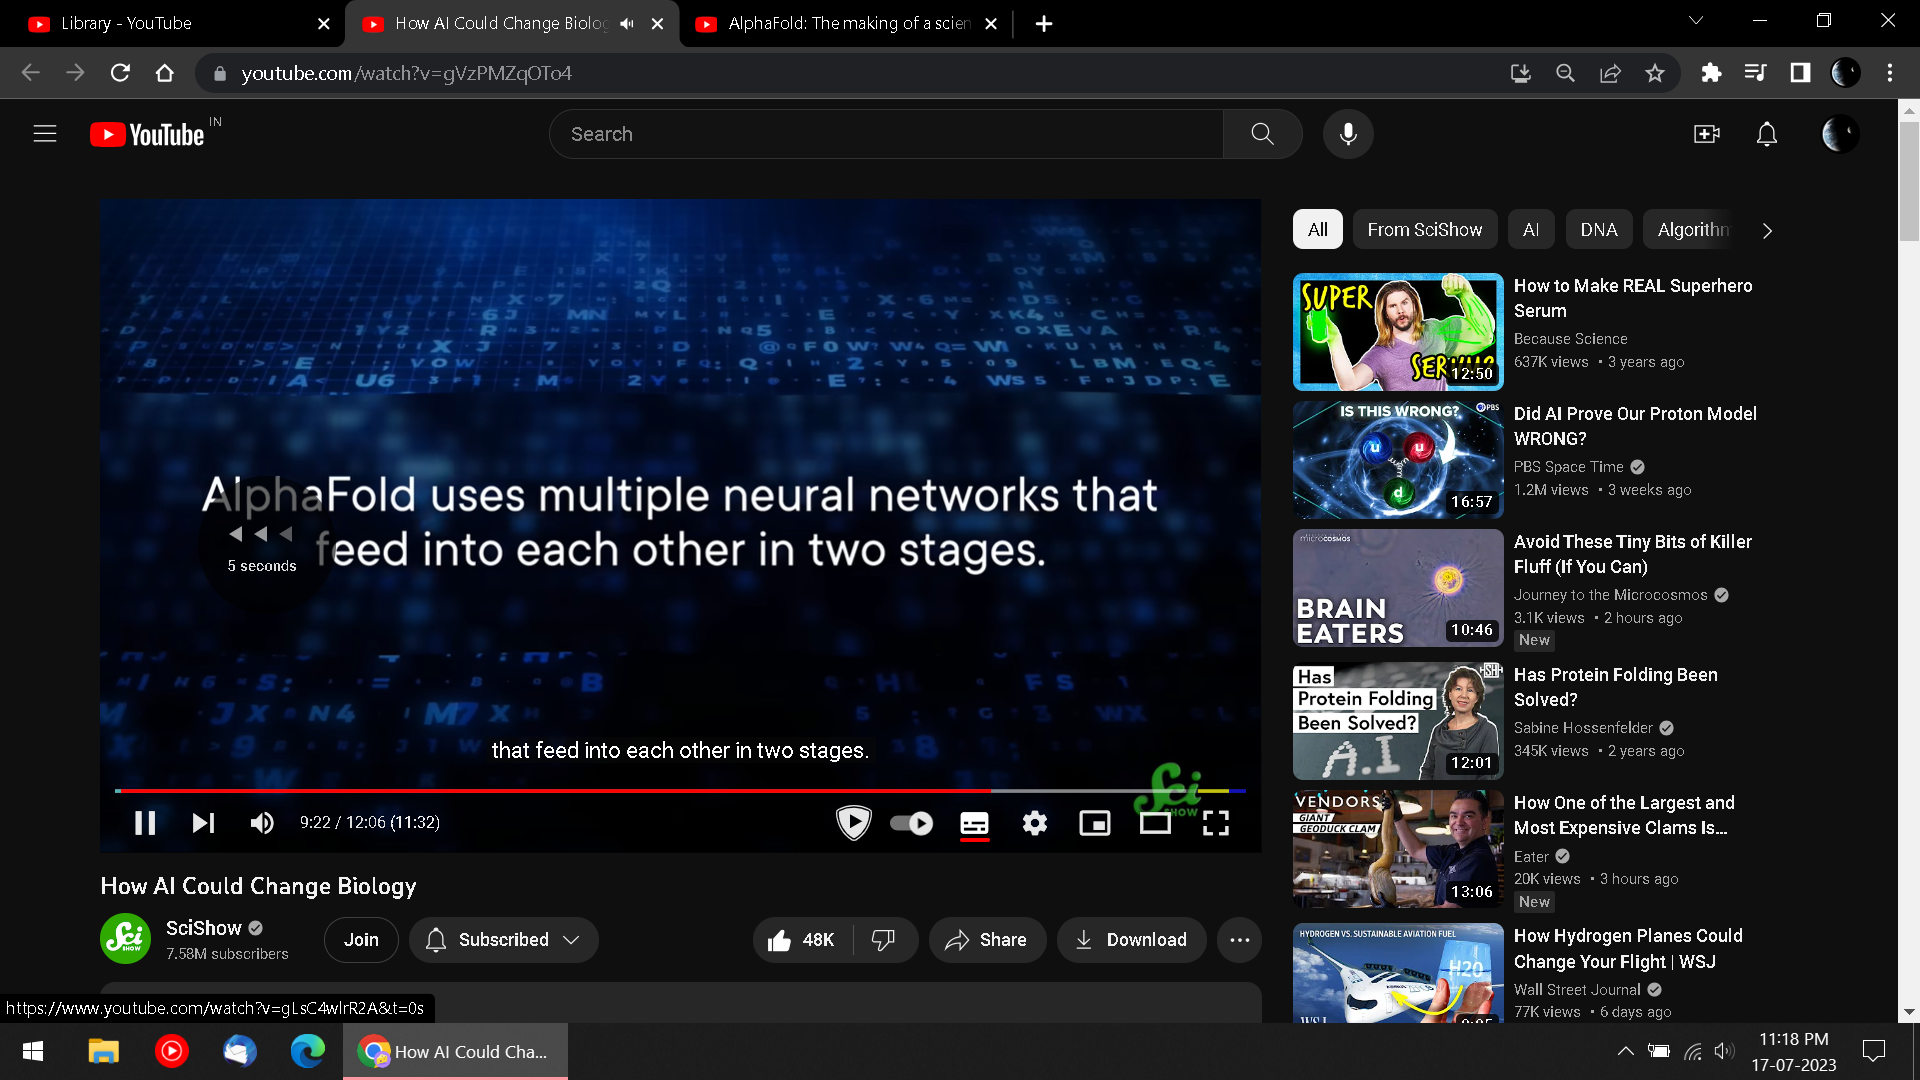 Library - YouTube
How AI Could Change Biolog
AlphaFold: The making of a scien
youtube.com/watch?v=gVzPMZqOTo4
YouTube IN
Search
AlphaFold uses multiple neural networks that
feed into each other in two stages.
5 seconds
that feed into each other in two stages.
Sci
SHOW
9:22 / 12:06 (11:32)
How AI Could Change Biology
Sci
SHOW
SciShow
7.58M subscribers
Join
Subscribed
48K
Share
Download
https://www.youtube.com/watch?v=gLsC4wlrR2A&t=0s
All
From SciShow
AI
DNA
Algorithm
SUPER
SERUM?
12:50
How to Make REAL Superhero
Serum
Because Science
637K views • 3 years ago
IS THIS WRONG?
PBS
u
u
d
16:57
Did AI Prove Our Proton Model
WRONG?
PBS Space Time
1.2M views • 3 weeks ago
MICROCOSMOS
BRAIN
EATERS
10:46
Avoid These Tiny Bits of Killer
Fluff (If You Can)
Journey to the Microcosmos
3.1K views • 2 hours ago
New
Has
Protein Folding
Been Solved?
A.I
12:01
Has Protein Folding Been
Solved?
Sabine Hossenfelder
345K views • 2 years ago
VENDORS
GIANT
GEODUCK CLAM
13:06
How One of the Largest and
Most Expensive Clams Is...
Eater
20K views • 3 hours ago
New
HYDROGEN VS. SUSTAINABLE AVIATION FUEL
H20
WSJ
How Hydrogen Planes Could
Change Your Flight | WSJ
Wall Street Journal
77K views • 6 days ago
How AI Could Cha...
11:18 PM
17-07-2023